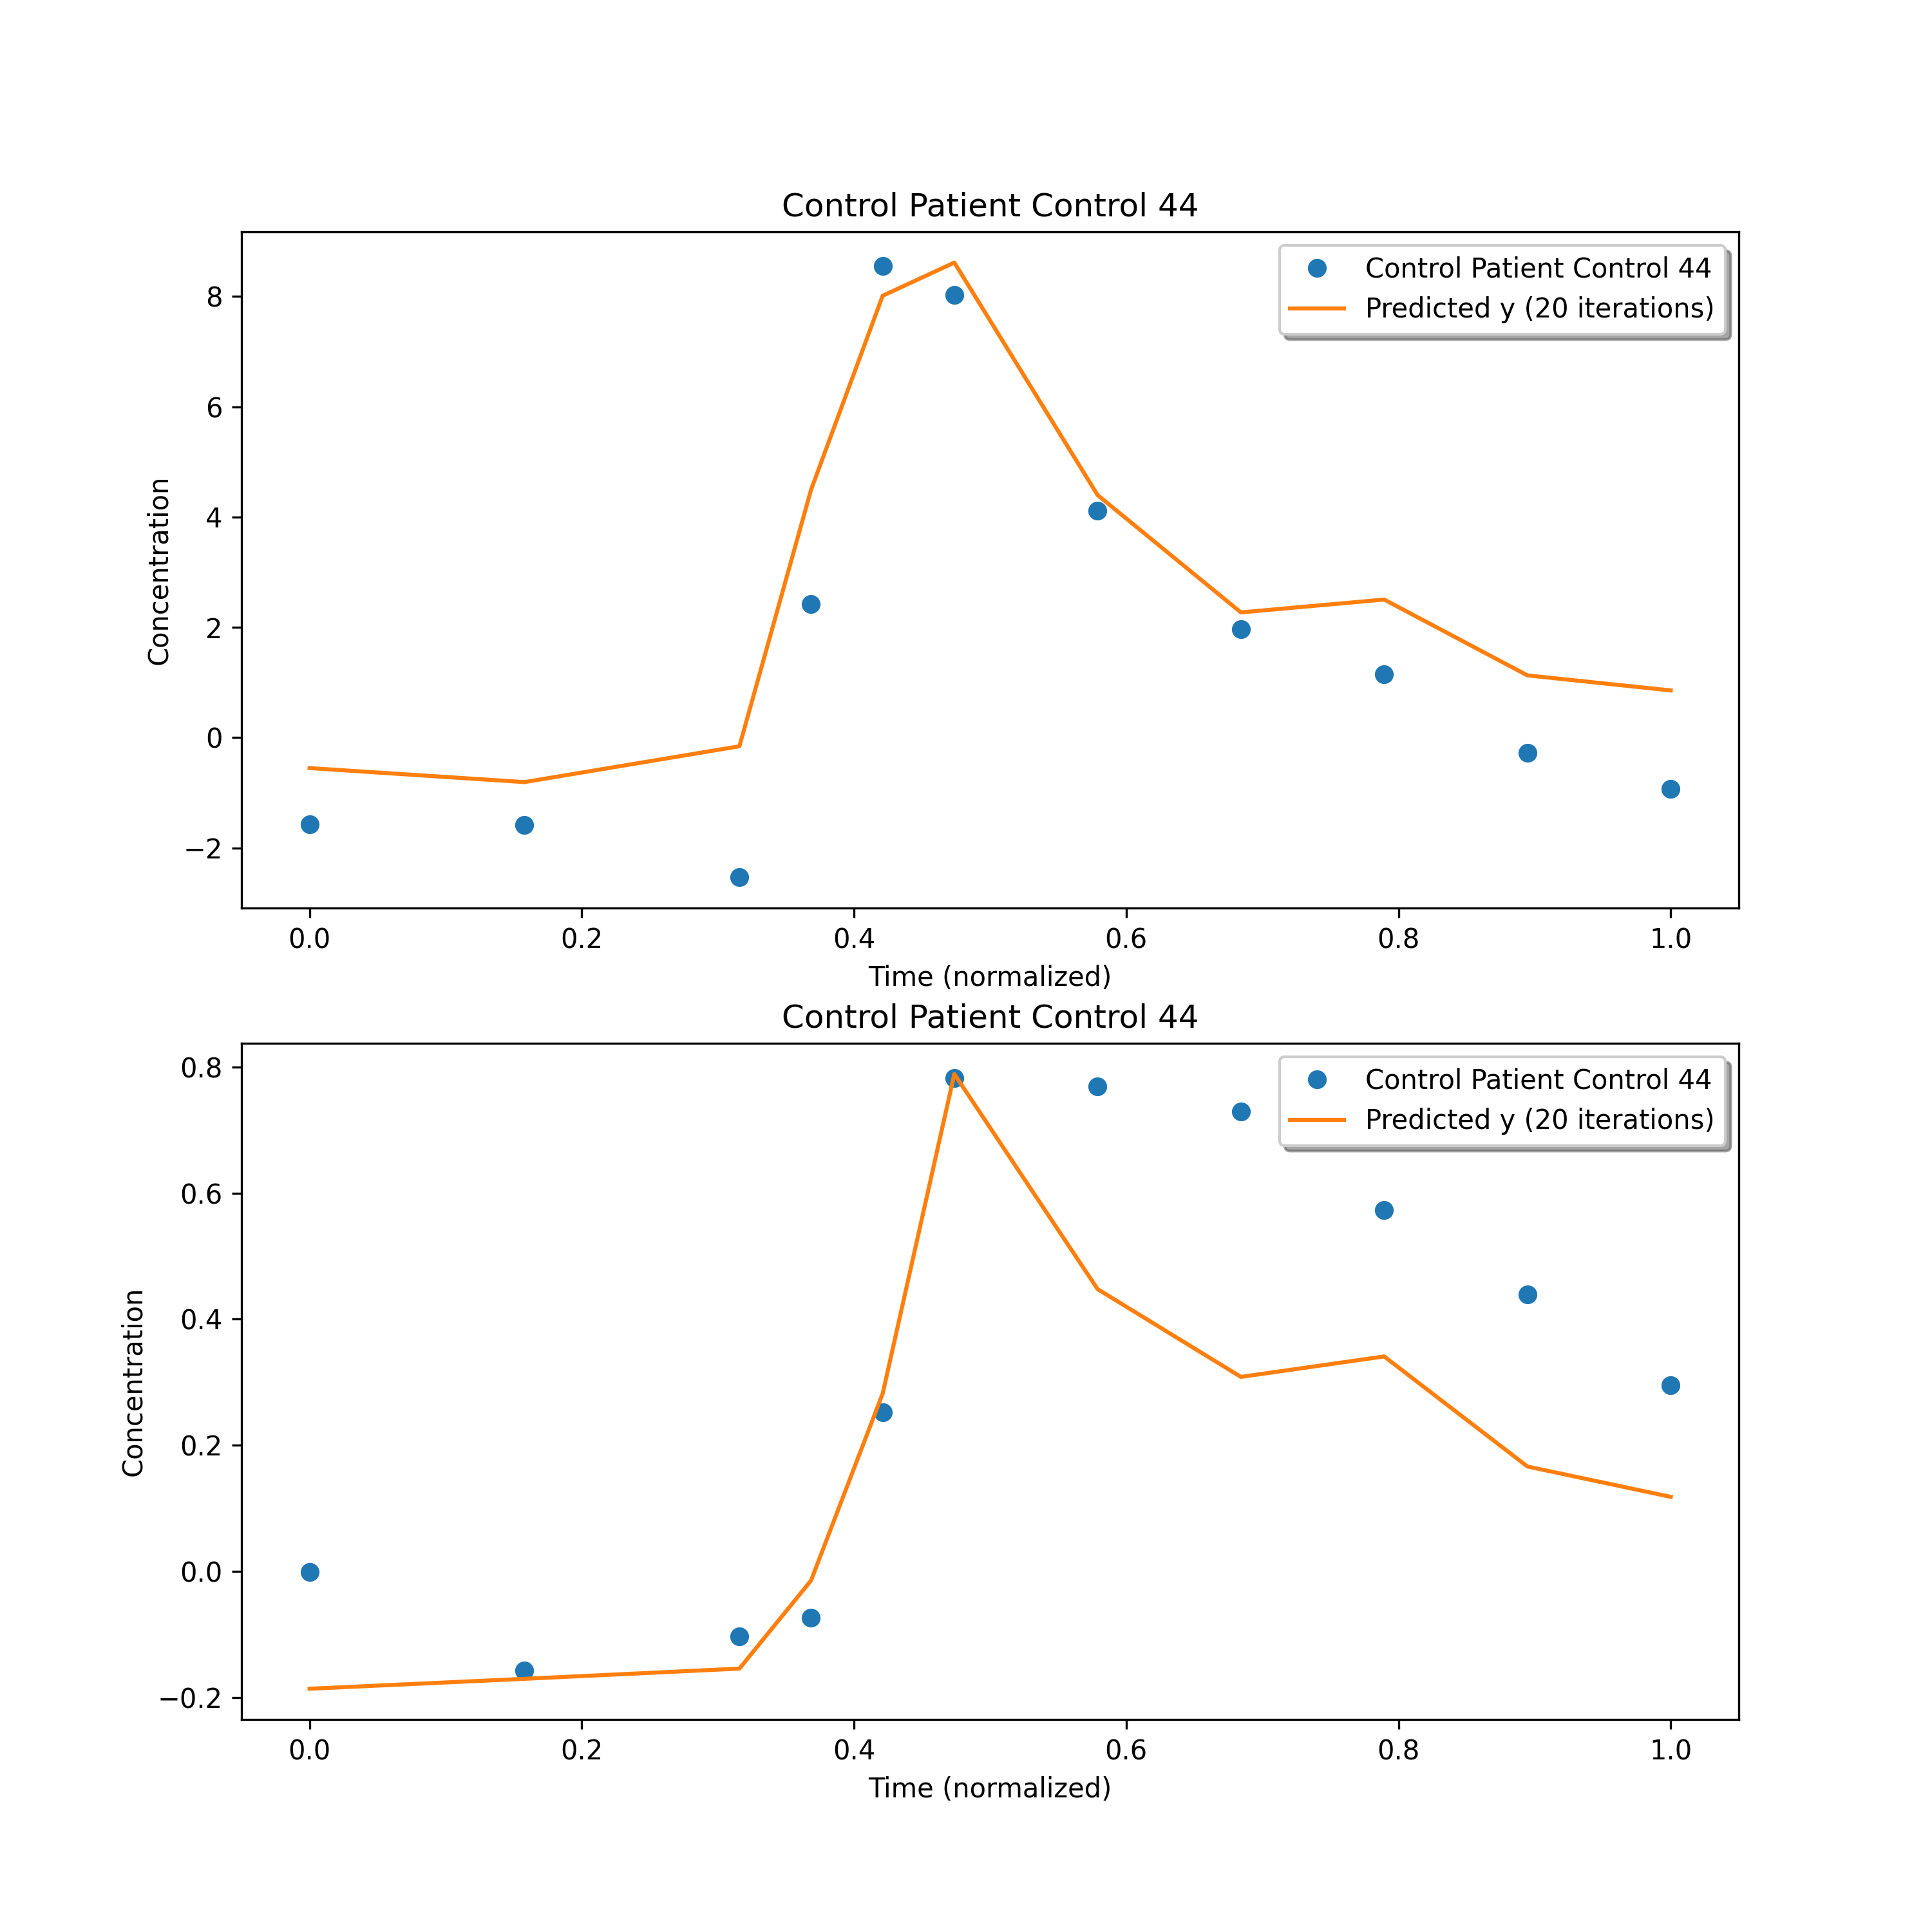 Control Patient Control 44
Control Patient Control 44
Predicted y (20 iterations)
8
6
4
2
0
−2
Concentration
0.0 0.2 0.4 0.6 0.8 1.0
Time (normalized)
Control Patient Control 44
Control Patient Control 44
Predicted y (20 iterations)
0.8
0.6
0.4
0.2
0.0
−0.2
Concentration
0.0 0.2 0.4 0.6 0.8 1.0
Time (normalized)